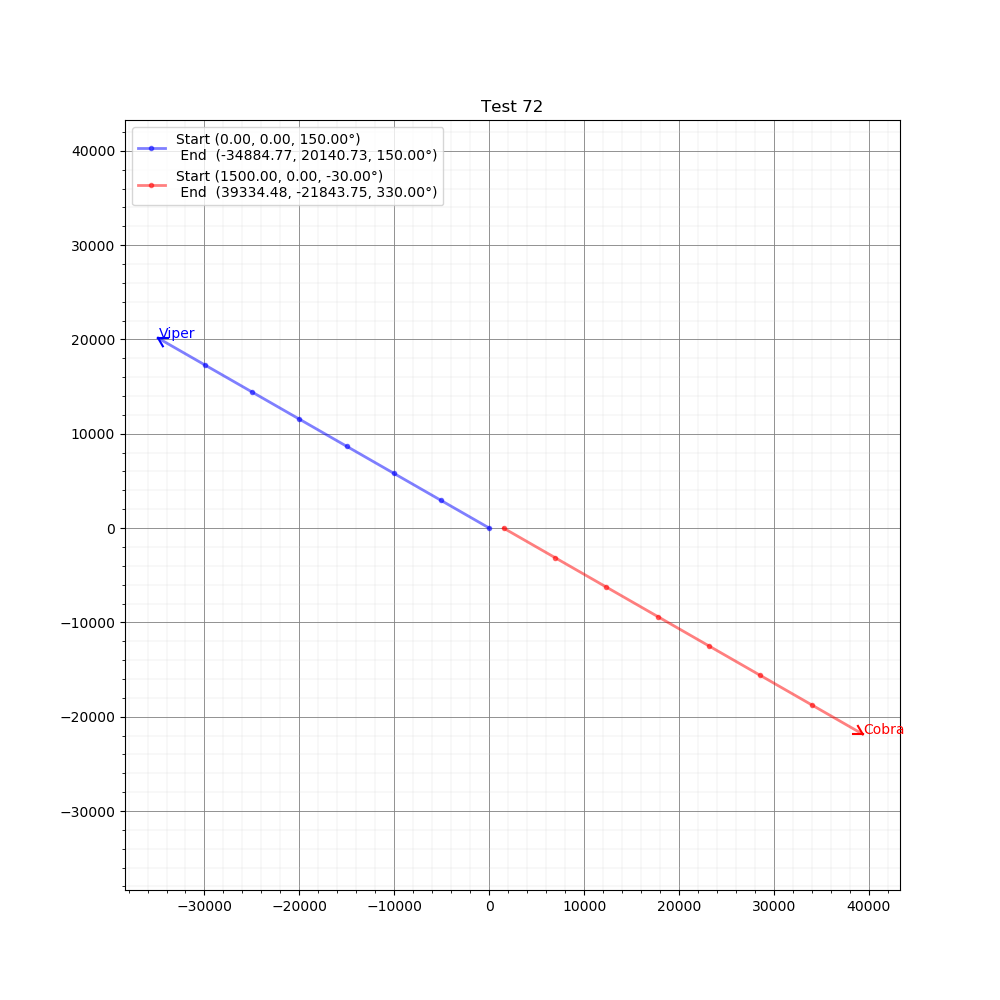 Test 72
Start (0.00, 0.00, 150.00°)
End (-34884.77, 20140.73, 150.00°)
Start (1500.00, 0.00, -30.00°)
End (39334.48, -21843.75, 330.00°)
40000
30000
20000
10000
0
−10000
−20000
−30000
Viper
Cobra
−30000 −20000 −10000 0 10000 20000 30000 40000